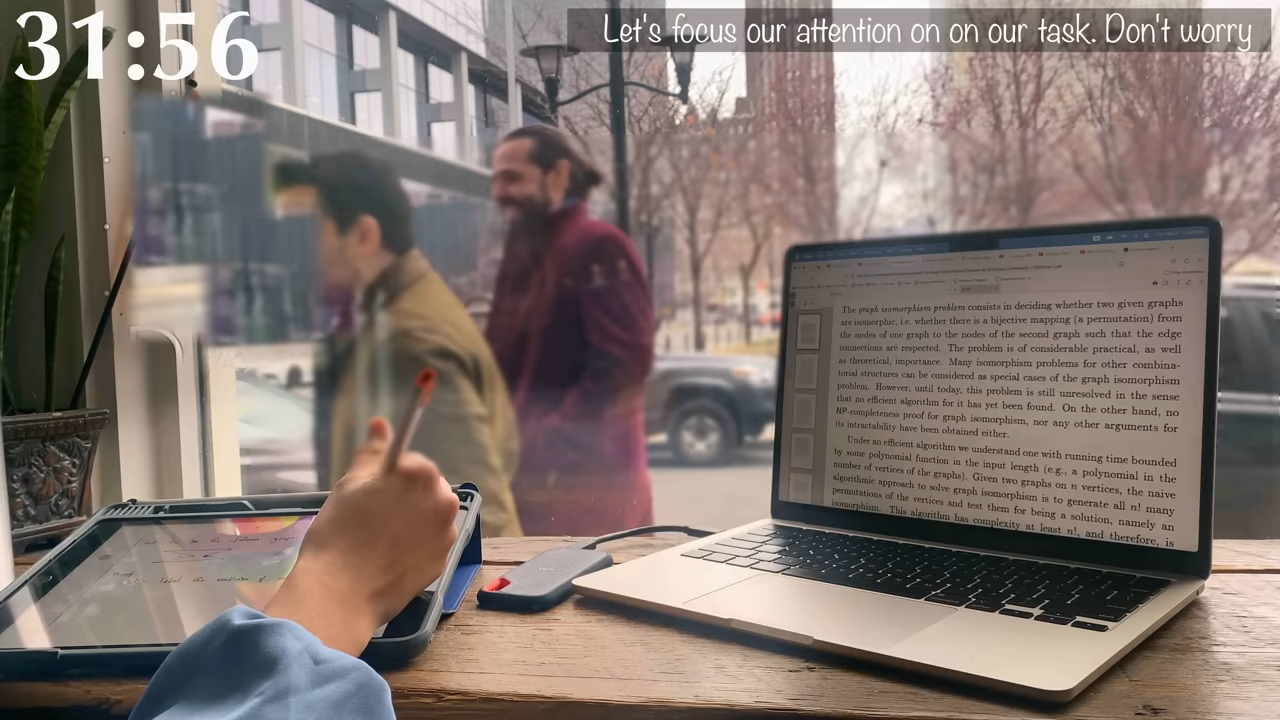 31:56
Let's focus our attention on on our task. Don't worry
The graph isomorphism problem consists in deciding whether two given graphs
are isomorphic, i.e. whether there is a bijective mapping (a permutation) from
the nodes of one graph to the nodes of the second graph such that the edge
connections are respected. The problem is of considerable practical, as well
as theoretical, importance. Many isomorphism problems for other combina-
torial structures can be considered as special cases of the graph isomorphism
problem. However, until today, this problem is still unresolved in the sense
that no efficient algorithm for it has yet been found. On the other hand, no
NP-completeness proof for graph isomorphism, nor any other arguments for
its intractability have been obtained either.
Under an efficient algorithm we understand one with running time bounded
by some polynomial function in the input length (e.g., a polynomial in the
number of vertices of the graphs). Given two graphs on n vertices, the naive
algorithmic approach to solve graph isomorphism is to generate all n! many
permutations of the vertices and test them for being a solution, namely an
isomorphism. This algorithm has complexity at least n!, and therefore, is